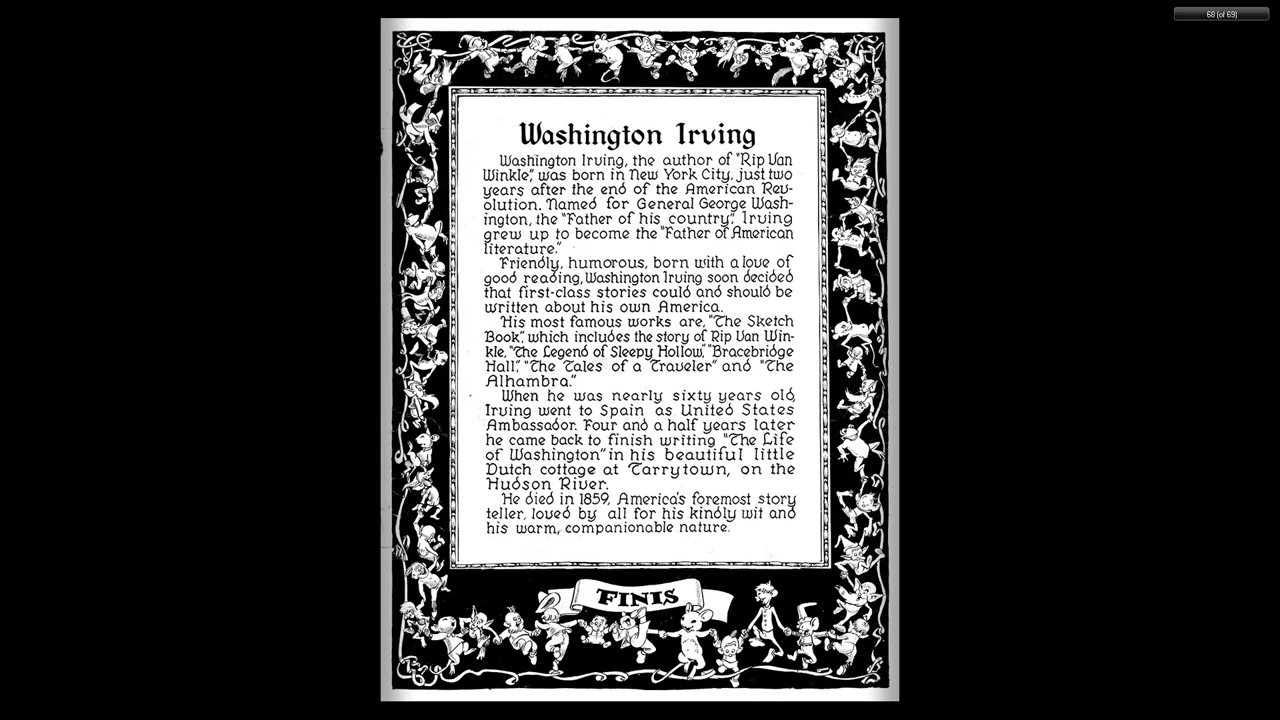 68 (of 69)
Washington Irving
Washington Irving, the author of "Rip Van
Winkle," was born in New York City, just two
years after the end of the American Rev-
olution. Named for General George Wash-
ington, the "Father of his country", Irving
grew up to become the "Father of American
literature."
Friendly, humorous, born with a love of
good reading, Washington Irving soon decided
that first-class stories could and should be
written about his own America.
His most famous works are, "The Sketch
Book", which includes the story of Rip Van Win-
kle, "The Legend of Sleepy Hollow," "Bracebridge
Hall," "The Tales of a Traveler" and "The
Alhambra."
When he was nearly sixty years old,
Irving went to Spain as United States
Ambassador. Four and a half years later
he came back to finish writing "The Life
of Washington" in his beautiful little
Dutch cottage at Tarrytown, on the
Hudson River.
He died in 1859, America's foremost story
teller, loved by all for his kindly wit and
his warm, companionable nature.
FINIS